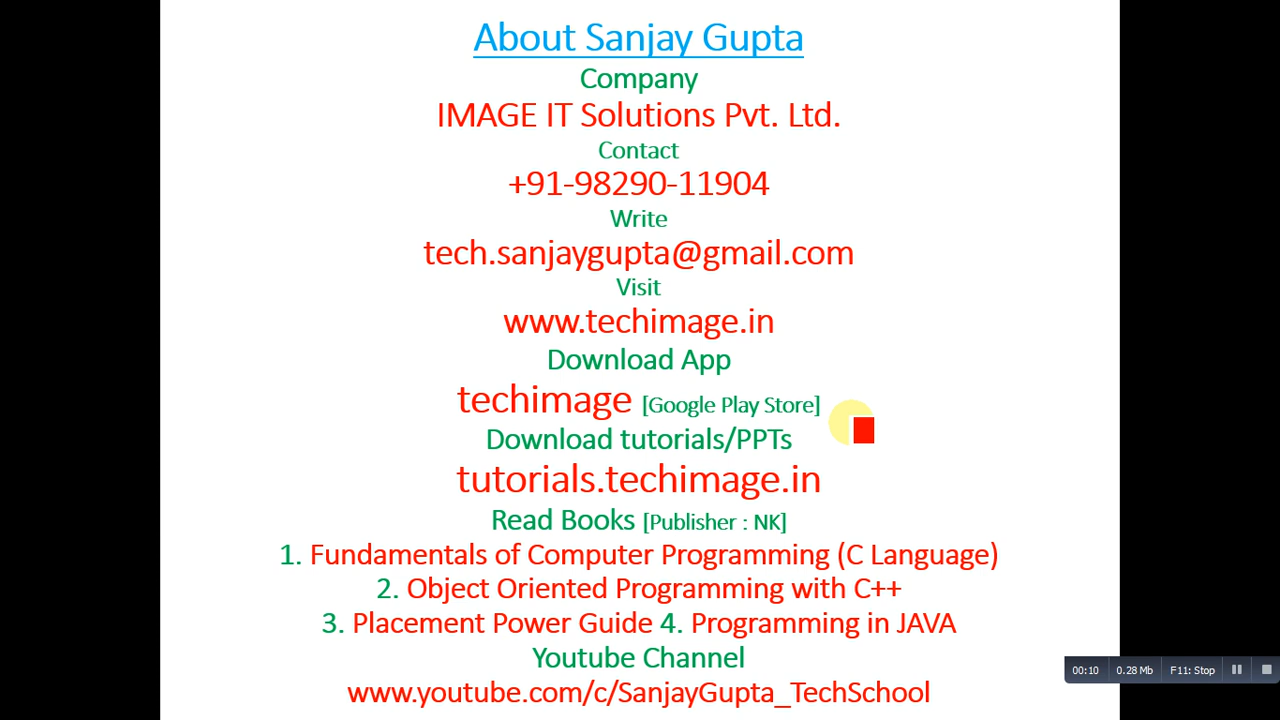 About Sanjay Gupta
Company
IMAGE IT Solutions Pvt. Ltd.
Contact
+91-98290-11904
Write
tech.sanjaygupta@gmail.com
Visit
www.techimage.in
Download App
techimage [Google Play Store]
Download tutorials/PPTs
tutorials.techimage.in
Read Books [Publisher : NK]
1. Fundamentals of Computer Programming (C Language)
2. Object Oriented Programming with C++
3. Placement Power Guide 4. Programming in JAVA
Youtube Channel
www.youtube.com/c/SanjayGupta_TechSchool
00:10 0.28 Mb F11: Stop